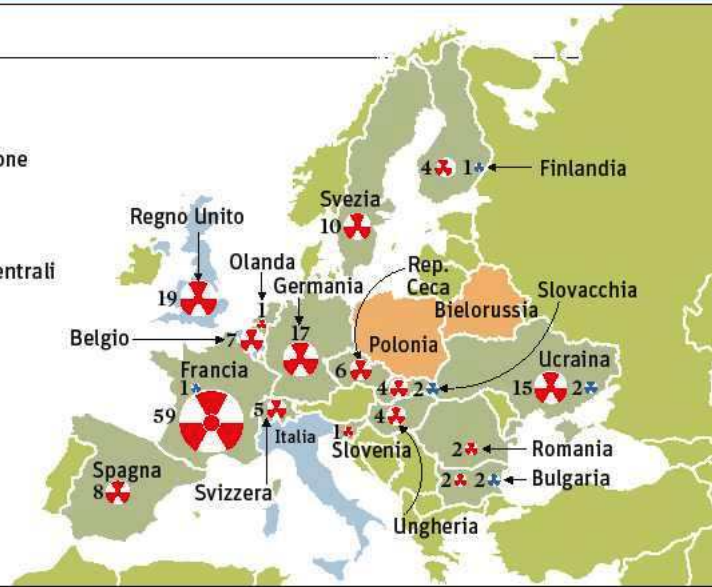 one
entrali
4 1 Finlandia
Svezia
10
Regno Unito
19
Olanda
1
Germania
17
Rep.
Ceca
6
Slovacchia
4 2
Bielorussia
Polonia
Belgio
7
Francia
1
59
Ucraina
15 2
5
Svizzera
Italia
1
Slovenia
4
Ungheria
2 Romania
2 2 Bulgaria
Spagna
8